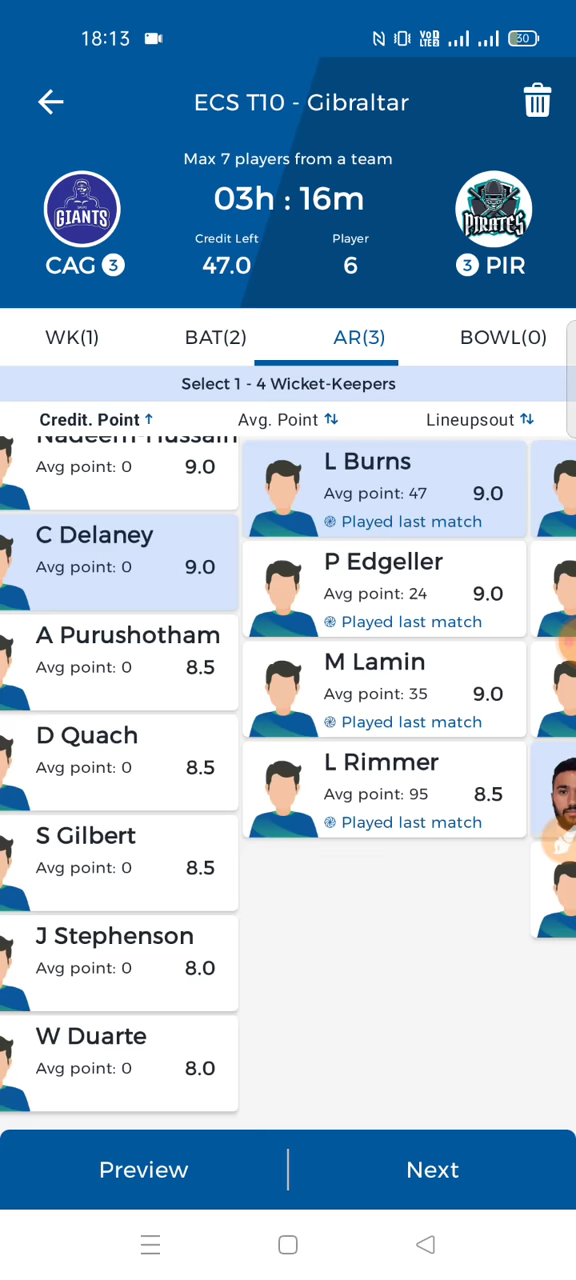 18:13
VoD LTE2 30
ECS T10 - Gibraltar
Max 7 players from a team
03h : 16m
GIANTS
PIRATES
Credit Left
Player
CAG 3
47.0
6
3 PIR
WK(1)
BAT(2)
AR(3)
BOWL(0)
Select 1 - 4 Wicket-Keepers
Credit. Point ↑
Avg. Point ↑↓
Lineupsout ↑↓
Nadeem Hussain
Avg point: 0
9.0
C Delaney
Avg point: 0
9.0
A Purushotham
Avg point: 0
8.5
D Quach
Avg point: 0
8.5
S Gilbert
Avg point: 0
8.5
J Stephenson
Avg point: 0
8.0
W Duarte
Avg point: 0
8.0
L Burns
Avg point: 47
9.0
Played last match
P Edgeller
Avg point: 24
9.0
Played last match
M Lamin
Avg point: 35
9.0
Played last match
L Rimmer
Avg point: 95
8.5
Played last match
Preview
Next